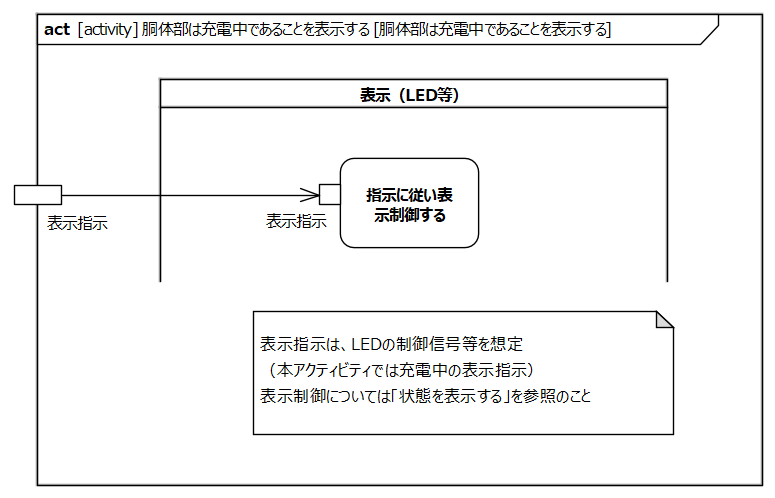 act [activity] 胴体部は充電中であることを表示する [胴体部は充電中であることを表示する]
表示（LED等）
指示に従い表
示制御する
表示指示
表示指示
表示指示は、LEDの制御信号等を想定
（本アクティビティでは充電中の表示指示）
表示制御については「状態を表示する」を参照のこと